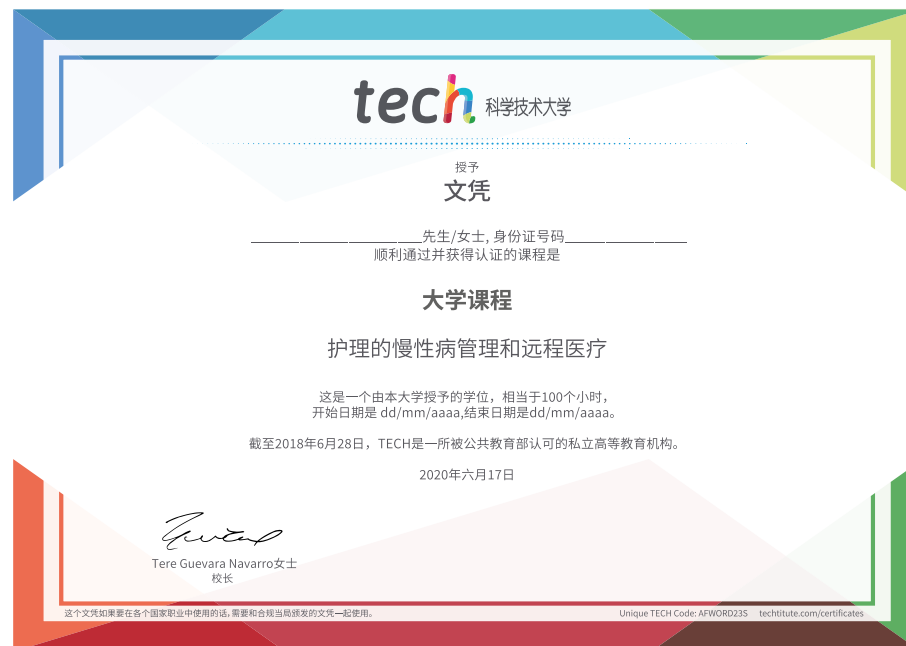 tech 科学技术大学
授予
文凭
____________________先生/女士, 身份证号码______________
顺利通过并获得认证的课程是
大学课程
护理的慢性病管理和远程医疗
这是一个由本大学授予的学位，相当于100个小时，
开始日期是 dd/mm/aaaa,结束日期是dd/mm/aaaa。
截至2018年6月28日，TECH是一所被公共教育部认可的私立高等教育机构。
2020年六月17日
Tere Guevara Navarro女士
校长
这个文凭如果要在各个国家职业中使用的话,需要和合规当局颁发的文凭一起使用。
Unique TECH Code: AFWORD23S techtitute.com/certificates